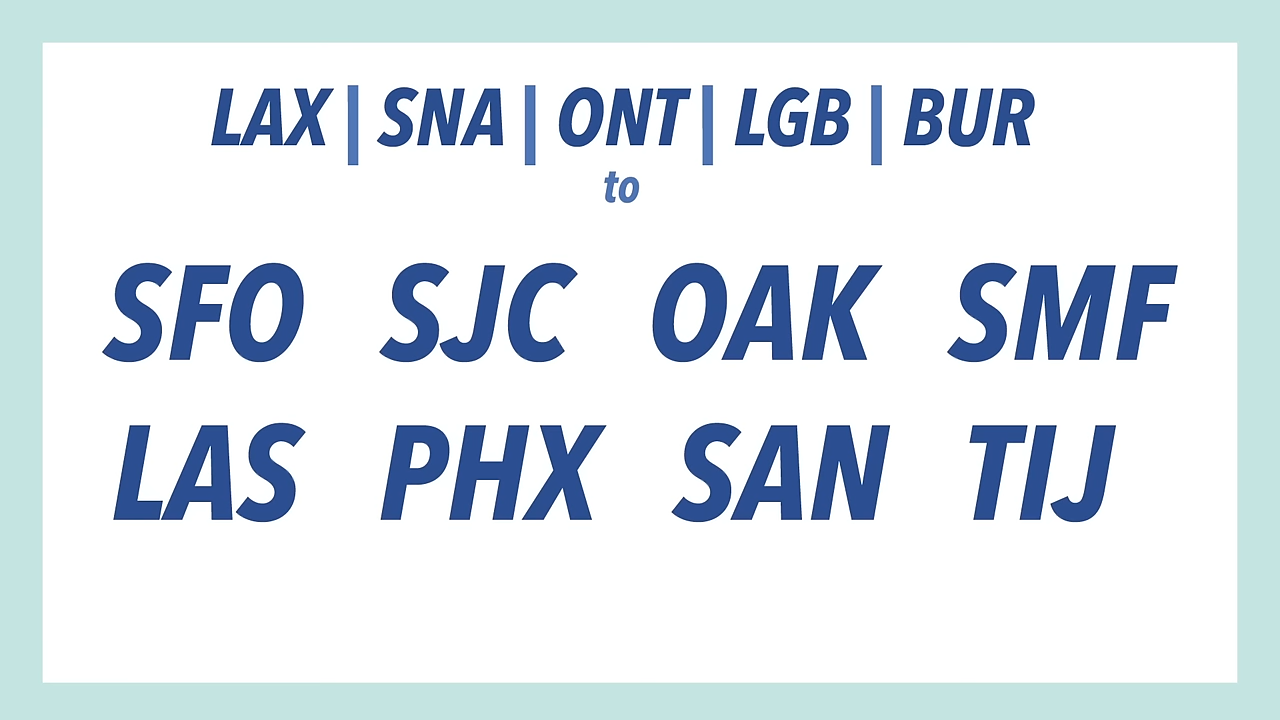 LAX | SNA | ONT | LGB | BUR
to
SFO SJC OAK SMF
LAS PHX SAN TIJ